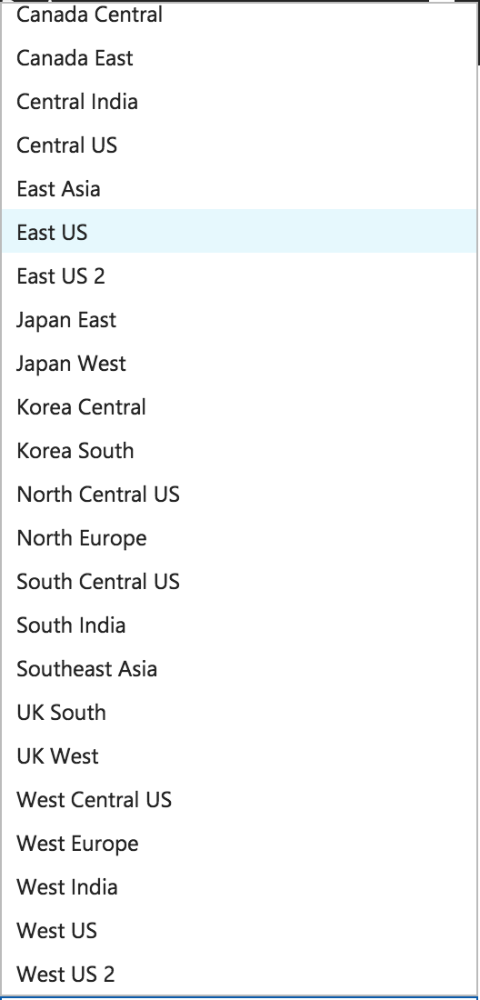 Canada Central
Canada East
Central India
Central US
East Asia
East US
East US 2
Japan East
Japan West
Korea Central
Korea South
North Central US
North Europe
South Central US
South India
Southeast Asia
UK South
UK West
West Central US
West Europe
West India
West US
West US 2